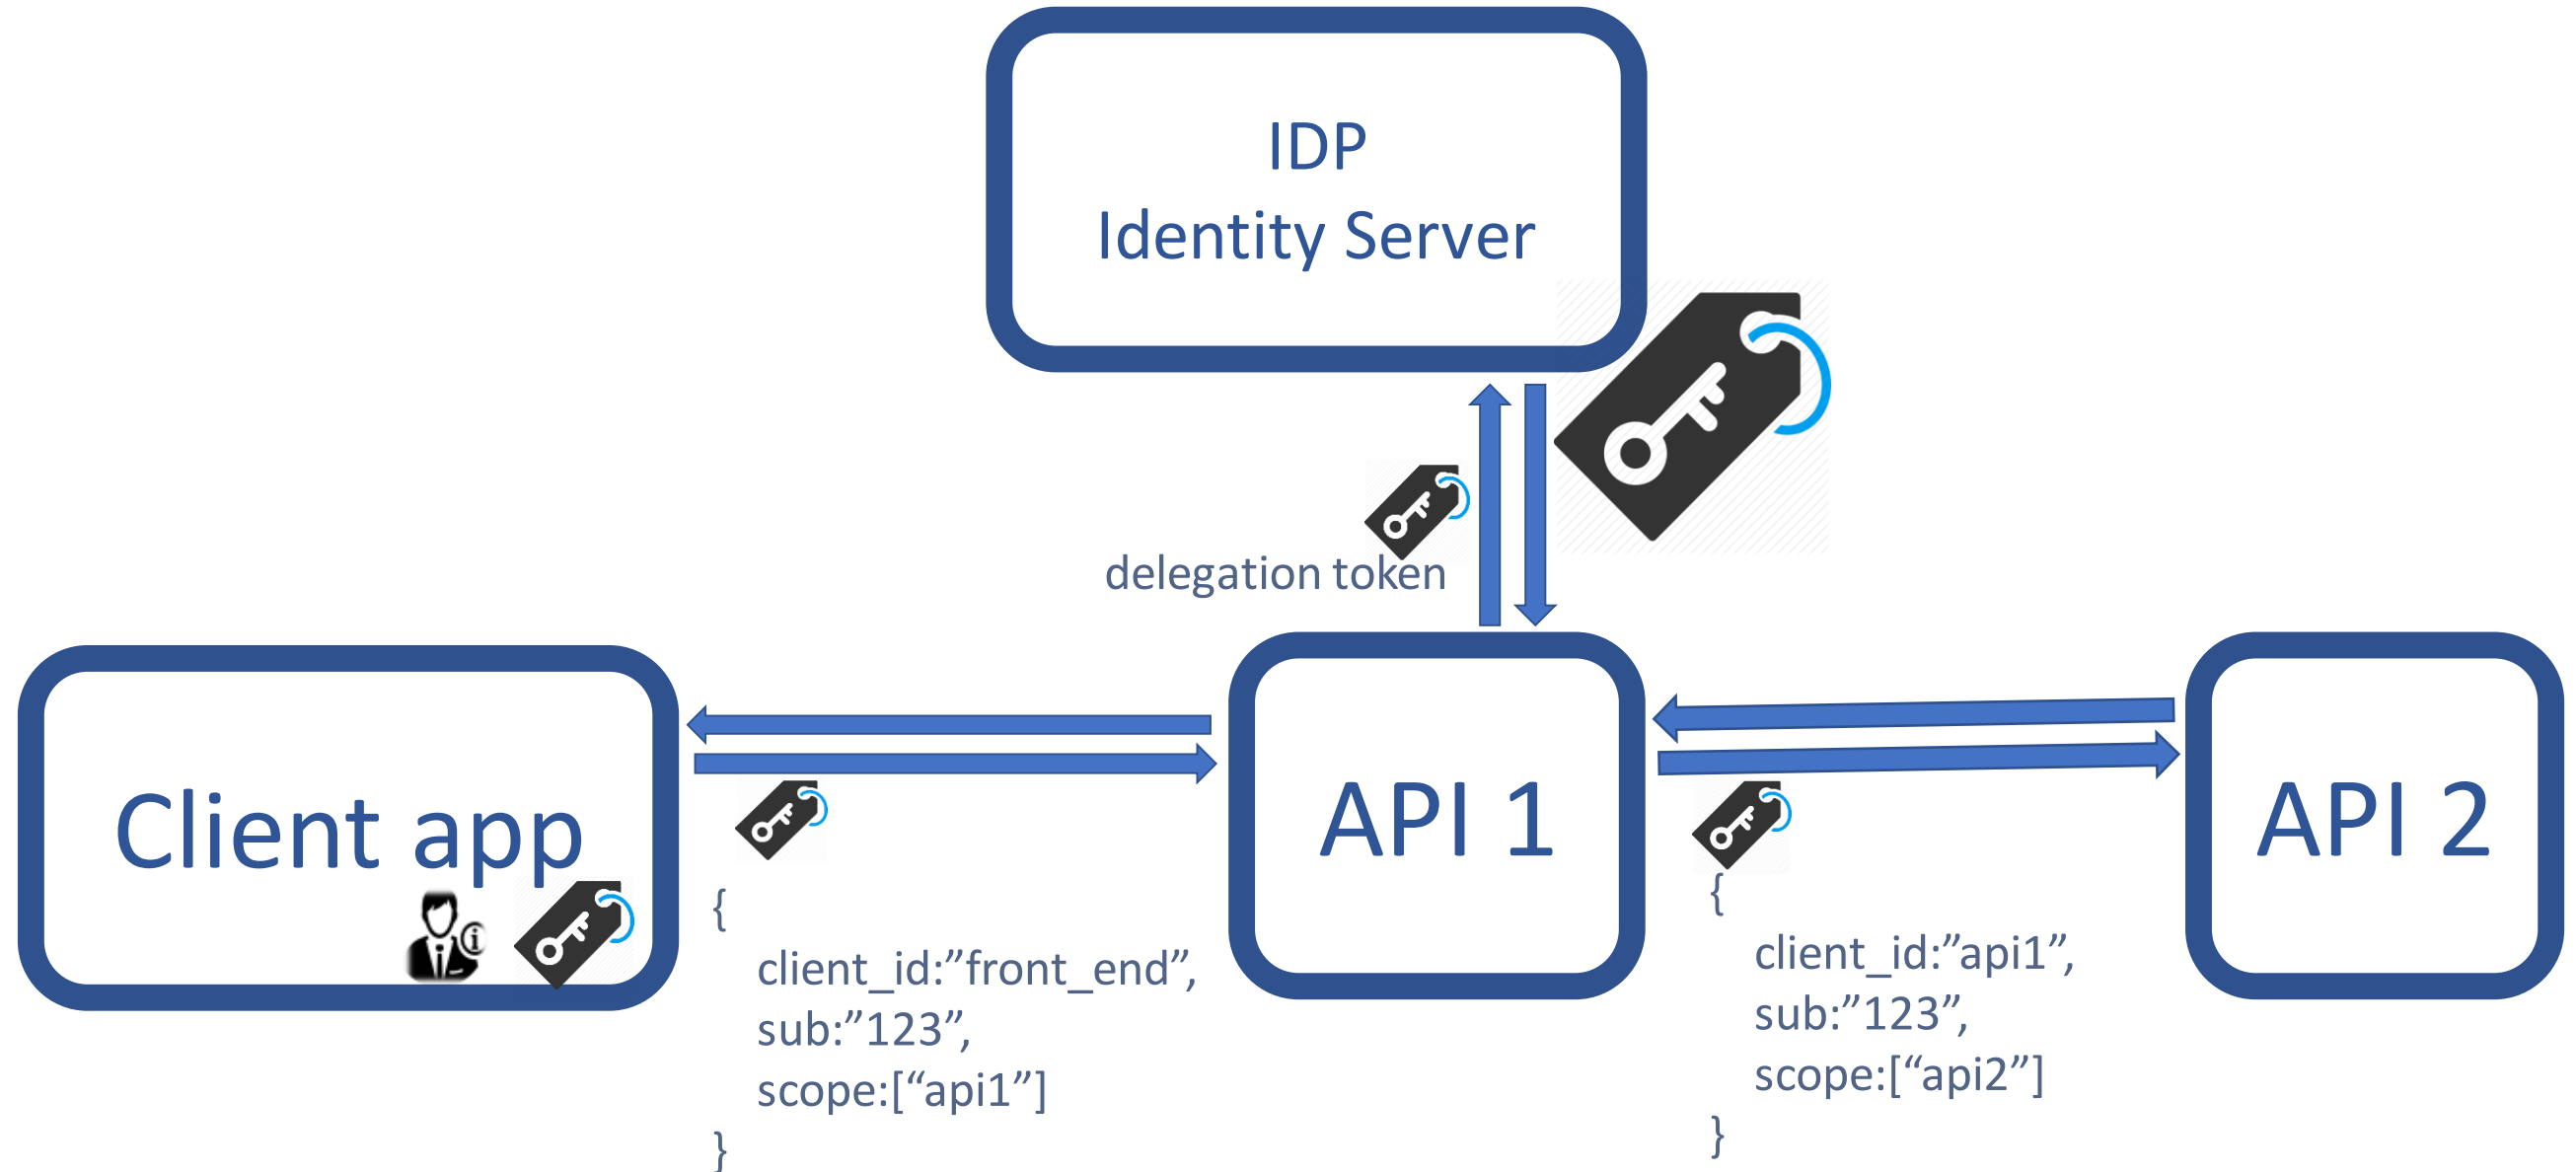 IDP
Identity Server
delegation token
Client app
API 1
API 2
{
client_id:”front_end”,
sub:”123”,
scope:[“api1”]
}
{
client_id:”api1”,
sub:”123”,
scope:[“api2”]
}